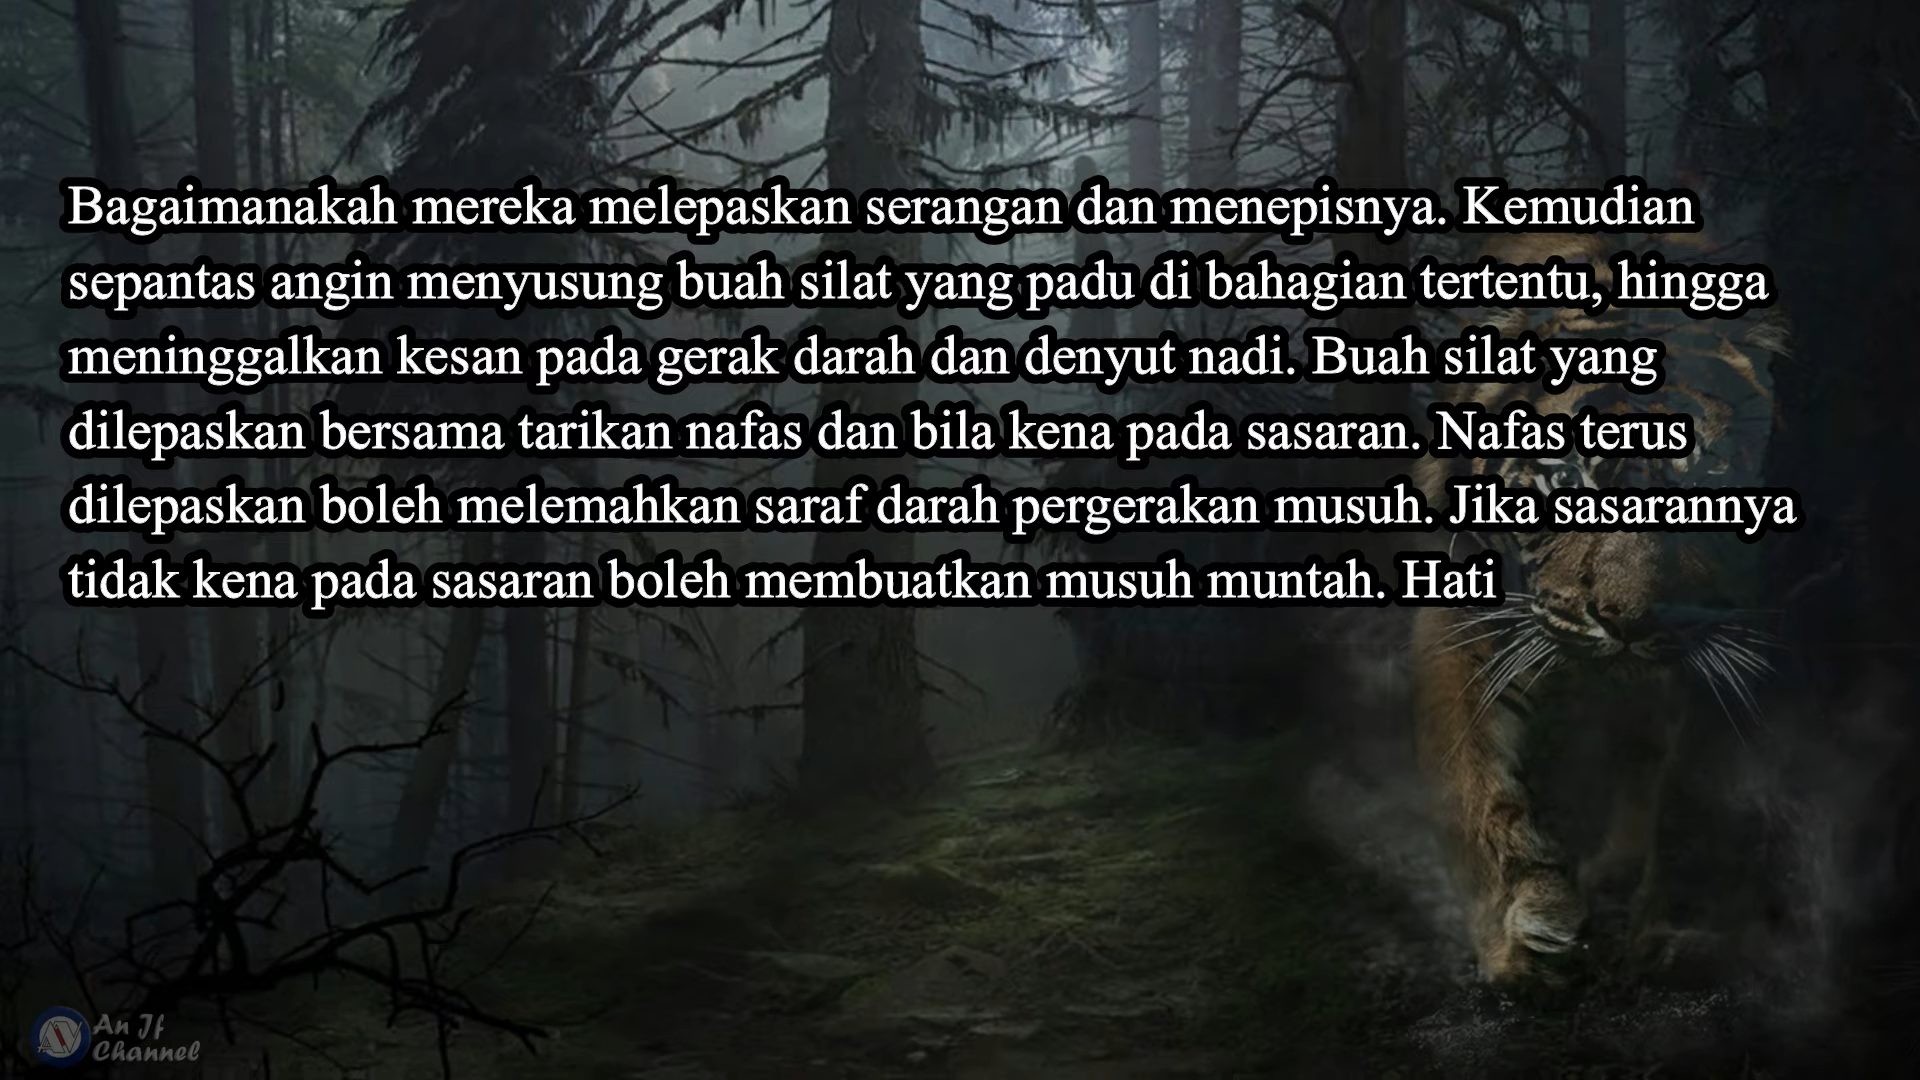 Bagaimanakah mereka melepaskan serangan dan menepisnya. Kemudian
sepantas angin menyusung buah silat yang padu di bahagian tertentu, hingga
meninggalkan kesan pada gerak darah dan denyut nadi. Buah silat yang
dilepaskan bersama tarikan nafas dan bila kena pada sasaran. Nafas terus
dilepaskan boleh melemahkan saraf darah pergerakan musuh. Jika sasarannya
tidak kena pada sasaran boleh membuatkan musuh muntah. Hati
An If
Channel